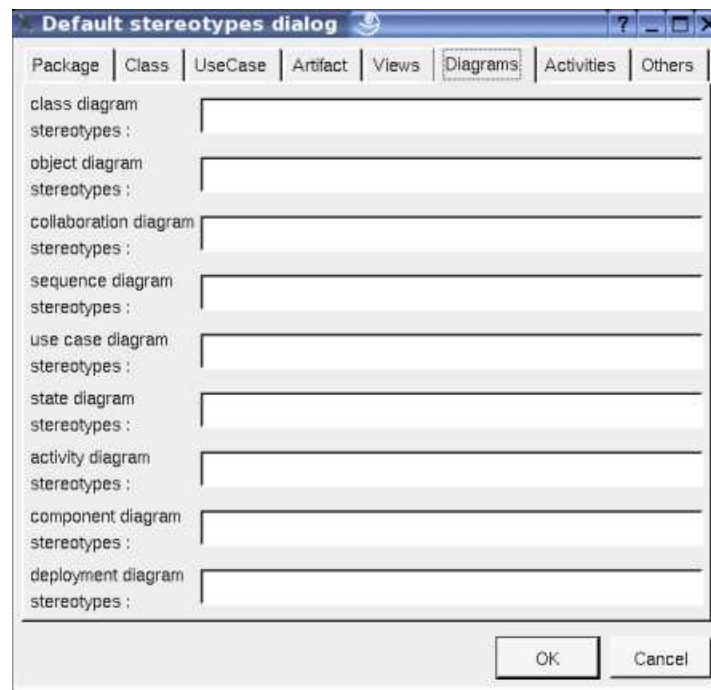 Default stereotypes dialog ? _
Package Class UseCase Artifact Views Diagrams Activities Others
class diagram
stereotypes :
object diagram
stereotypes :
collaboration diagram
stereotypes :
sequence diagram
stereotypes :
use case diagram
stereotypes :
state diagram
stereotypes :
activity diagram
stereotypes :
component diagram
stereotypes :
deployment diagram
stereotypes :
OK Cancel